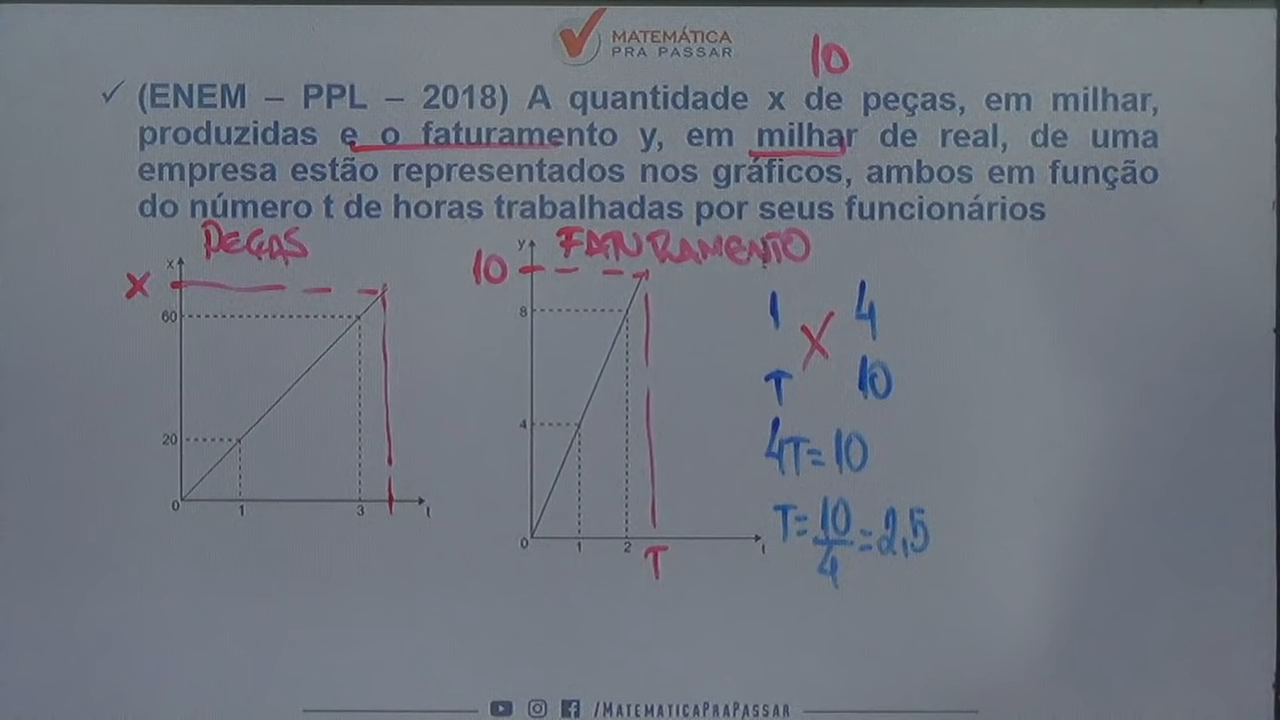 MATEMÁTICA
PRA PASSAR
10
✓ (ENEM – PPL – 2018) A quantidade x de peças, em milhar,
produzidas e o faturamento y, em milhar de real, de uma
empresa estão representados nos gráficos, ambos em função
do número t de horas trabalhadas por seus funcionários
PEÇAS
x
X
60
20
0
1
3
t
FATURAMENTO
y
10
8
4
0
1
2
t
T
1 X 4
T 10
4T=10
T=10/4=2,5
/MATEMATICAPRAPASSAR